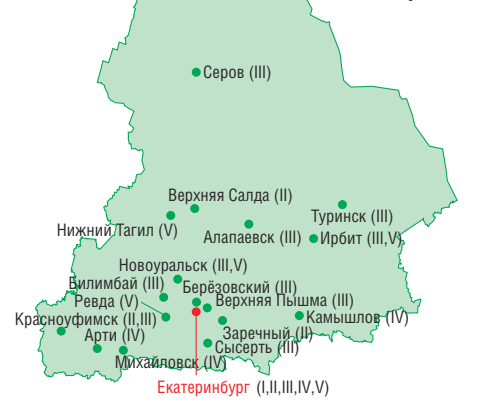 Серов (III)
Верхняя Салда (II)
Туринск (III)
Нижний Тагил (V)
Алапаевск (III)
Ирбит (III,V)
Новоуральск (III,V)
Билимбай (III)
Берёзовский (III)
Ревда (V)
Верхняя Пышма (III)
Красноуфимск (II,III)
Камышлов (IV)
Арти (IV)
Заречный (II)
Сысерть (III)
Михайловск (IV)
Екатеринбург (I,II,III,IV,V)